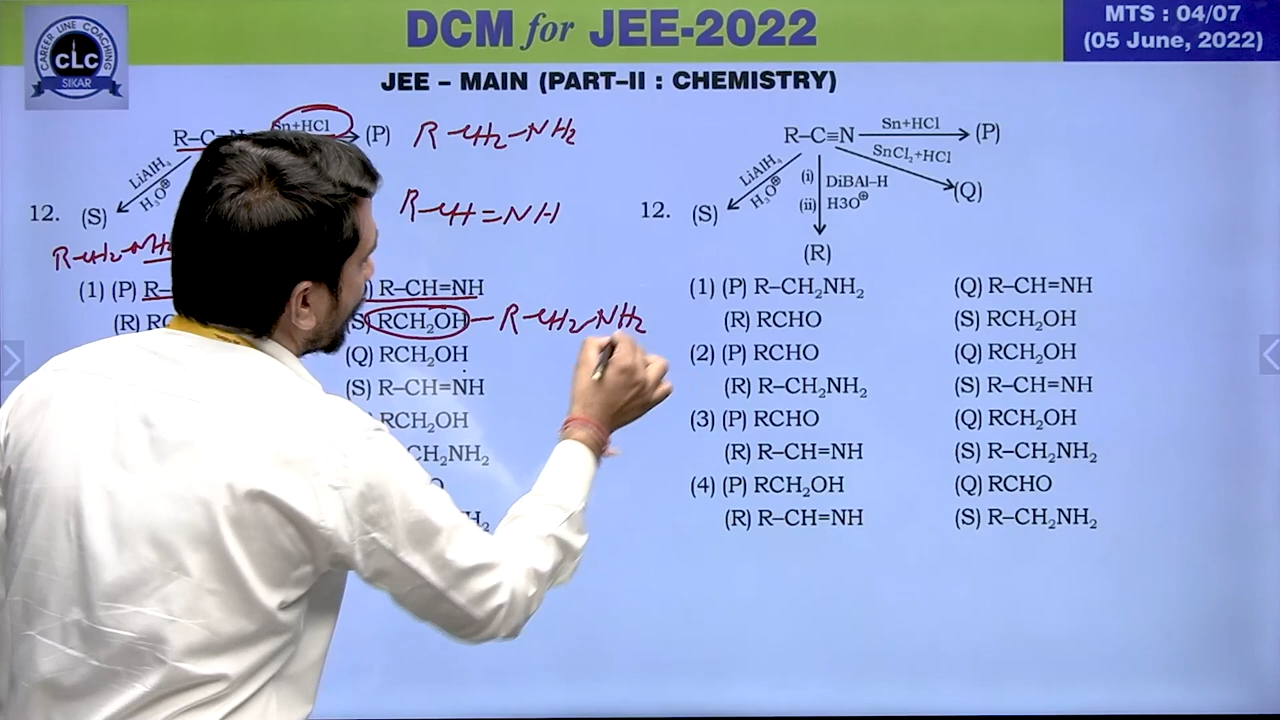 DCM for JEE-2022
MTS : 04/07
(05 June, 2022)
CAREER LINE COACHING
CLC
SIKAR
JEE – MAIN (PART–II : CHEMISTRY)
R–C
Sn+HCl
(P) R–CH2–NH2
LiAlH4
H3O⊕
12. (S)
R–CH=NH
R–CH2–NH2
(1) (P) R–
R–CH=NH
(R) RC
RCH2OH – R–CH2–NH2
(Q) RCH2OH
(S) R–CH=NH
RCH2OH
CH2NH2
R–C≡N
Sn+HCl
(P)
SnCl2+HCl
(Q)
LiAlH4
H3O⊕
(i) DiBAl–H
(ii) H3O⊕
12. (S)
(R)
(1) (P) R–CH2NH2 (Q) R–CH=NH
(R) RCHO (S) RCH2OH
(2) (P) RCHO (Q) RCH2OH
(R) R–CH2NH2 (S) R–CH=NH
(3) (P) RCHO (Q) RCH2OH
(R) R–CH=NH (S) R–CH2NH2
(4) (P) RCH2OH (Q) RCHO
(R) R–CH=NH (S) R–CH2NH2